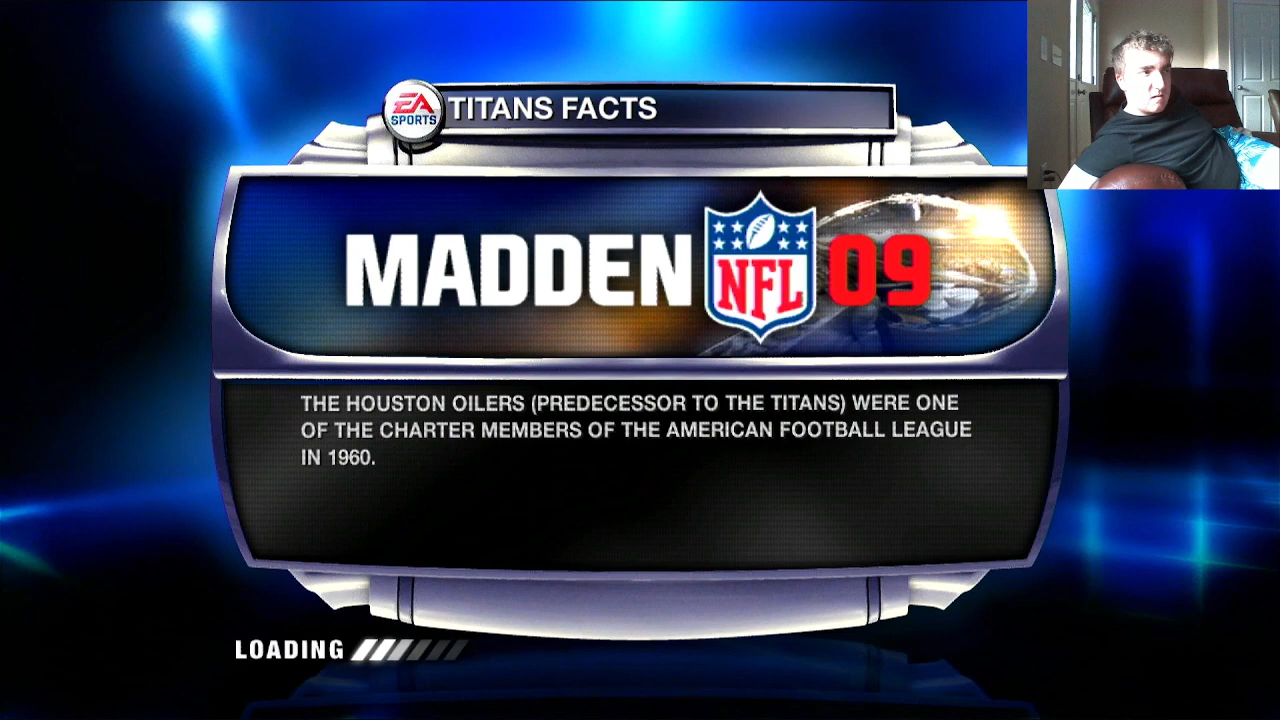 EA
SPORTS
TITANS FACTS
MADDEN NFL 09
THE HOUSTON OILERS (PREDECESSOR TO THE TITANS) WERE ONE
OF THE CHARTER MEMBERS OF THE AMERICAN FOOTBALL LEAGUE
IN 1960.
LOADING